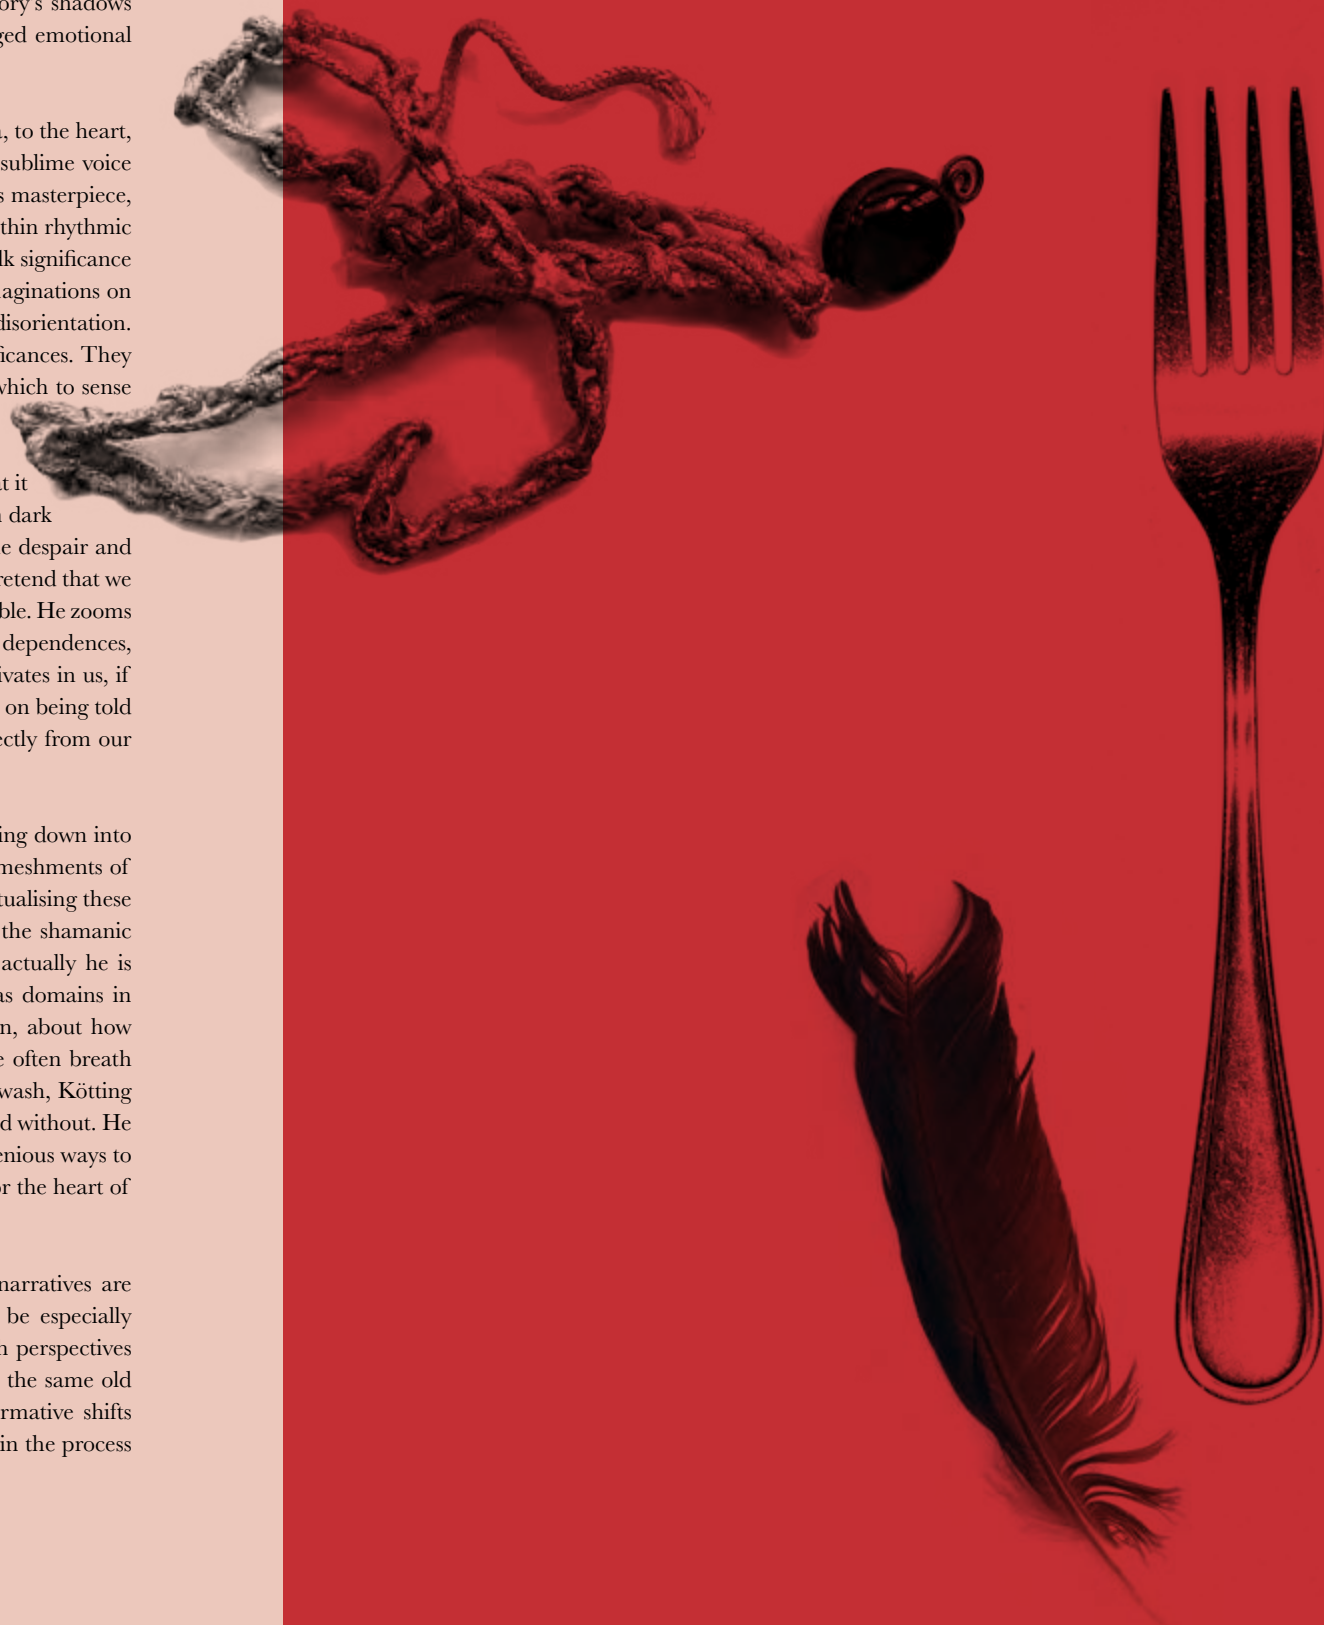 ory's shadows
ged emotional
a, to the heart,
sublime voice
s masterpiece,
thin rhythmic
lk significance
aginations on
disorientation.
ficances. They
which to sense
at it
n dark
e despair and
retend that we
ble. He zooms
dependences,
ivates in us, if
on being told
ectly from our
ing down into
meshments of
tualising these
the shamanic
actually he is
as domains in
n, about how
e often breath
wash, Kötting
d without. He
enious ways to
or the heart of
narratives are
be especially
n perspectives
the same old
rmative shifts
in the process